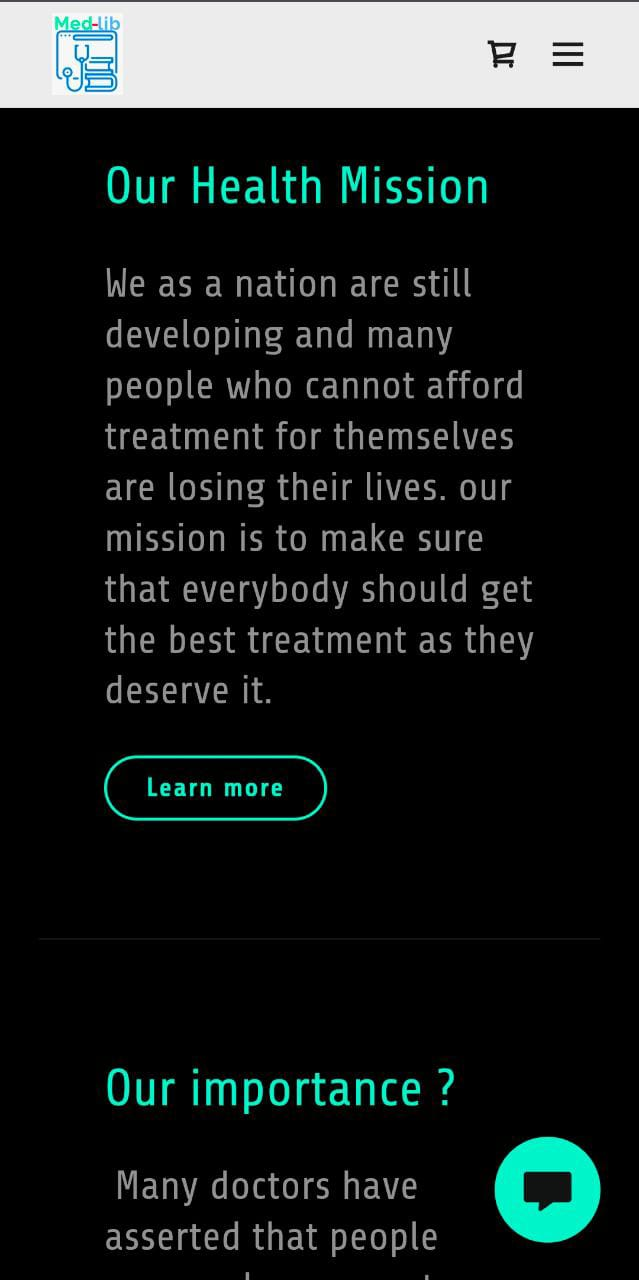 Med-lib
Our Health Mission
We as a nation are still
developing and many
people who cannot afford
treatment for themselves
are losing their lives. our
mission is to make sure
that everybody should get
the best treatment as they
deserve it.
Learn more
Our importance ?
Many doctors have
asserted that people